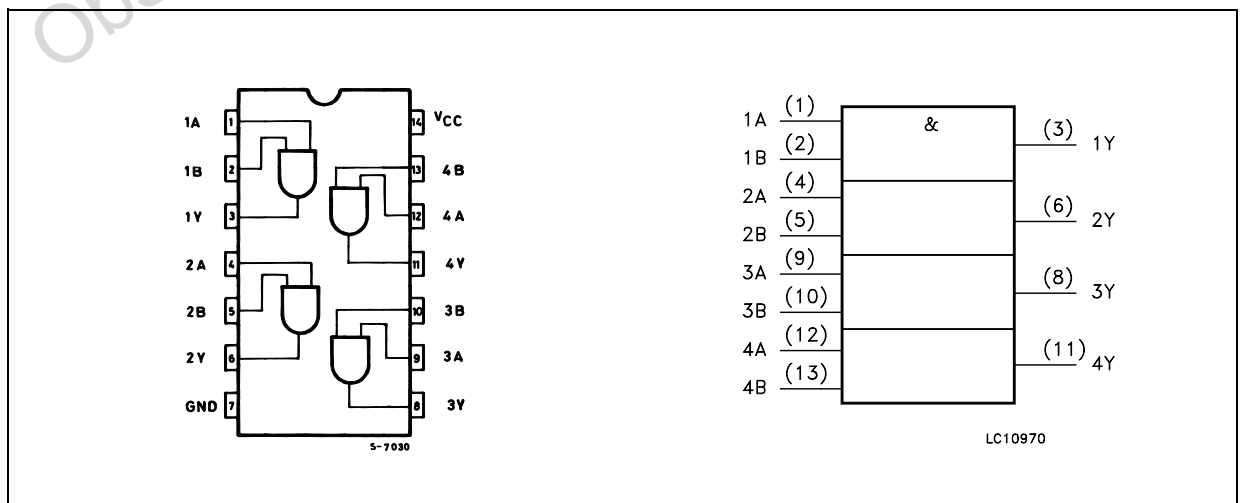 Obs
1A 1 14 VCC
1B 2 13 4B
1Y 3 12 4A
2A 4 11 4Y
2B 5 10 3B
2Y 6 9 3A
GND 7 8 3Y
S-7030
&
1A (1)
1B (2)
(3) 1Y
2A (4)
2B (5)
(6) 2Y
3A (9)
3B (10)
(8) 3Y
4A (12)
4B (13)
(11) 4Y
LC10970